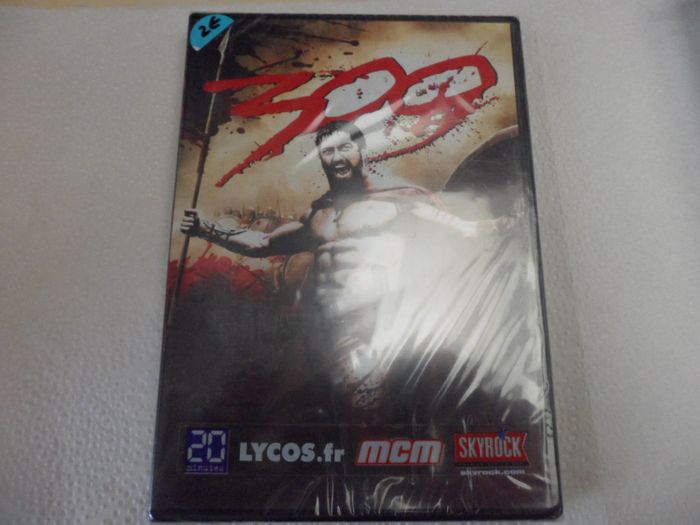 2€
300
20 LYCOS.fr mcm SKYROCK
minutes skyrock.com